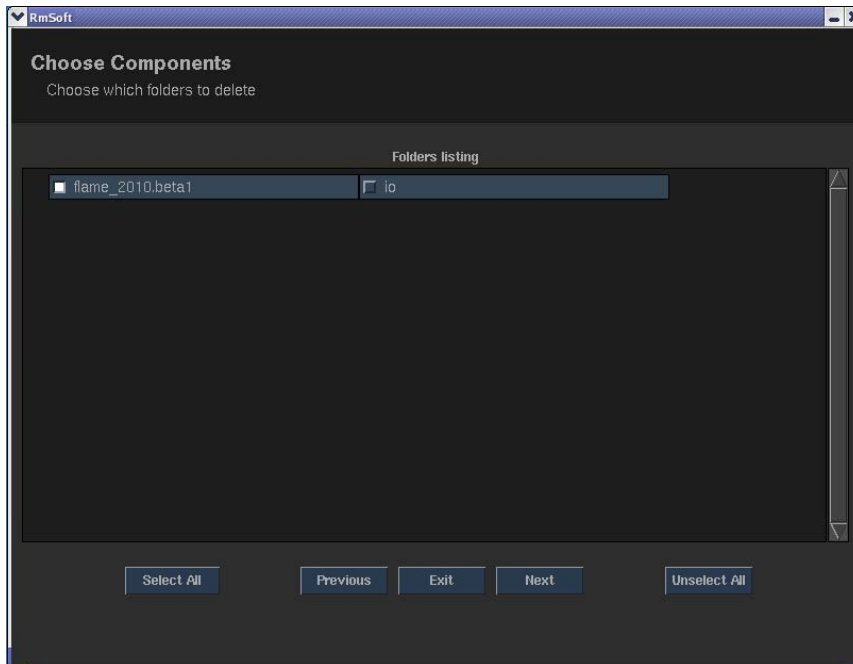 RmSoft
Choose Components
Choose which folders to delete
Folders listing
flame_2010.beta1 io
Select All Previous Exit Next Unselect All